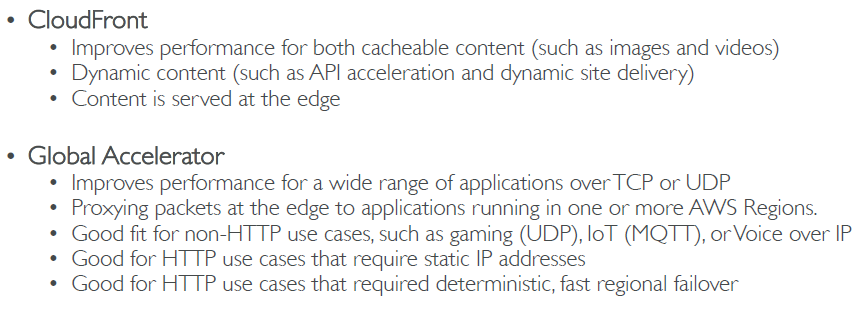 • CloudFront
• Improves performance for both cacheable content (such as images and videos)
• Dynamic content (such as API acceleration and dynamic site delivery)
• Content is served at the edge
• Global Accelerator
• Improves performance for a wide range of applications over TCP or UDP
• Proxying packets at the edge to applications running in one or more AWS Regions.
• Good fit for non-HTTP use cases, such as gaming (UDP), IoT (MQTT), or Voice over IP
• Good for HTTP use cases that require static IP addresses
• Good for HTTP use cases that required deterministic, fast regional failover